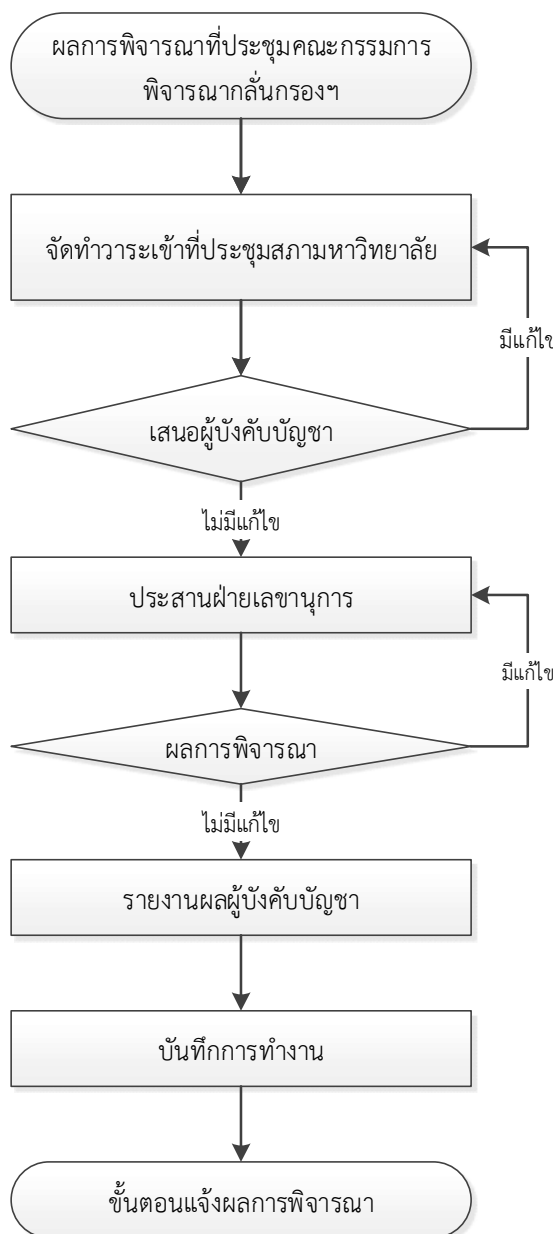 ผลการพิจารณาที่ประชุมคณะกรรมการ
พิจารณากลั่นกรองฯ
จัดทำวาระเข้าที่ประชุมสภามหาวิทยาลัย
มีแก้ไข
เสนอผู้บังคับบัญชา
ไม่มีแก้ไข
ประสานฝ่ายเลขานุการ
มีแก้ไข
ผลการพิจารณา
ไม่มีแก้ไข
รายงานผลผู้บังคับบัญชา
บันทึกการทำงาน
ขั้นตอนแจ้งผลการพิจารณา